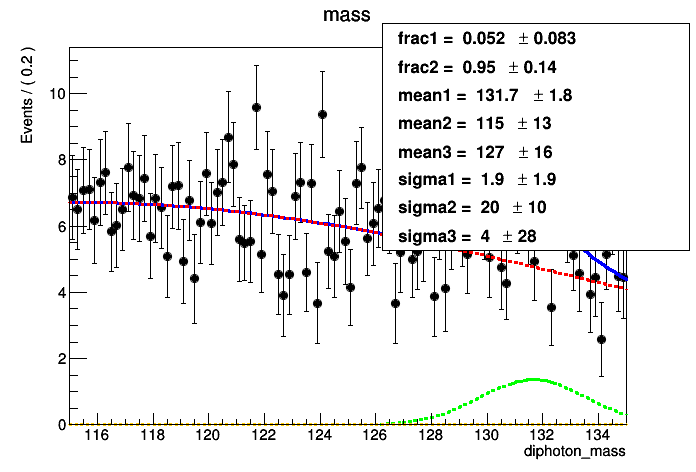 mass
frac1 = 0.052 ± 0.083
frac2 = 0.95 ± 0.14
mean1 = 131.7 ± 1.8
mean2 = 115 ± 13
mean3 = 127 ± 16
sigma1 = 1.9 ± 1.9
sigma2 = 20 ± 10
sigma3 = 4 ± 28
Events / ( 0.2 )
10
8
6
4
2
0
116 118 120 122 124 126 128 130 132 134
diphoton_mass